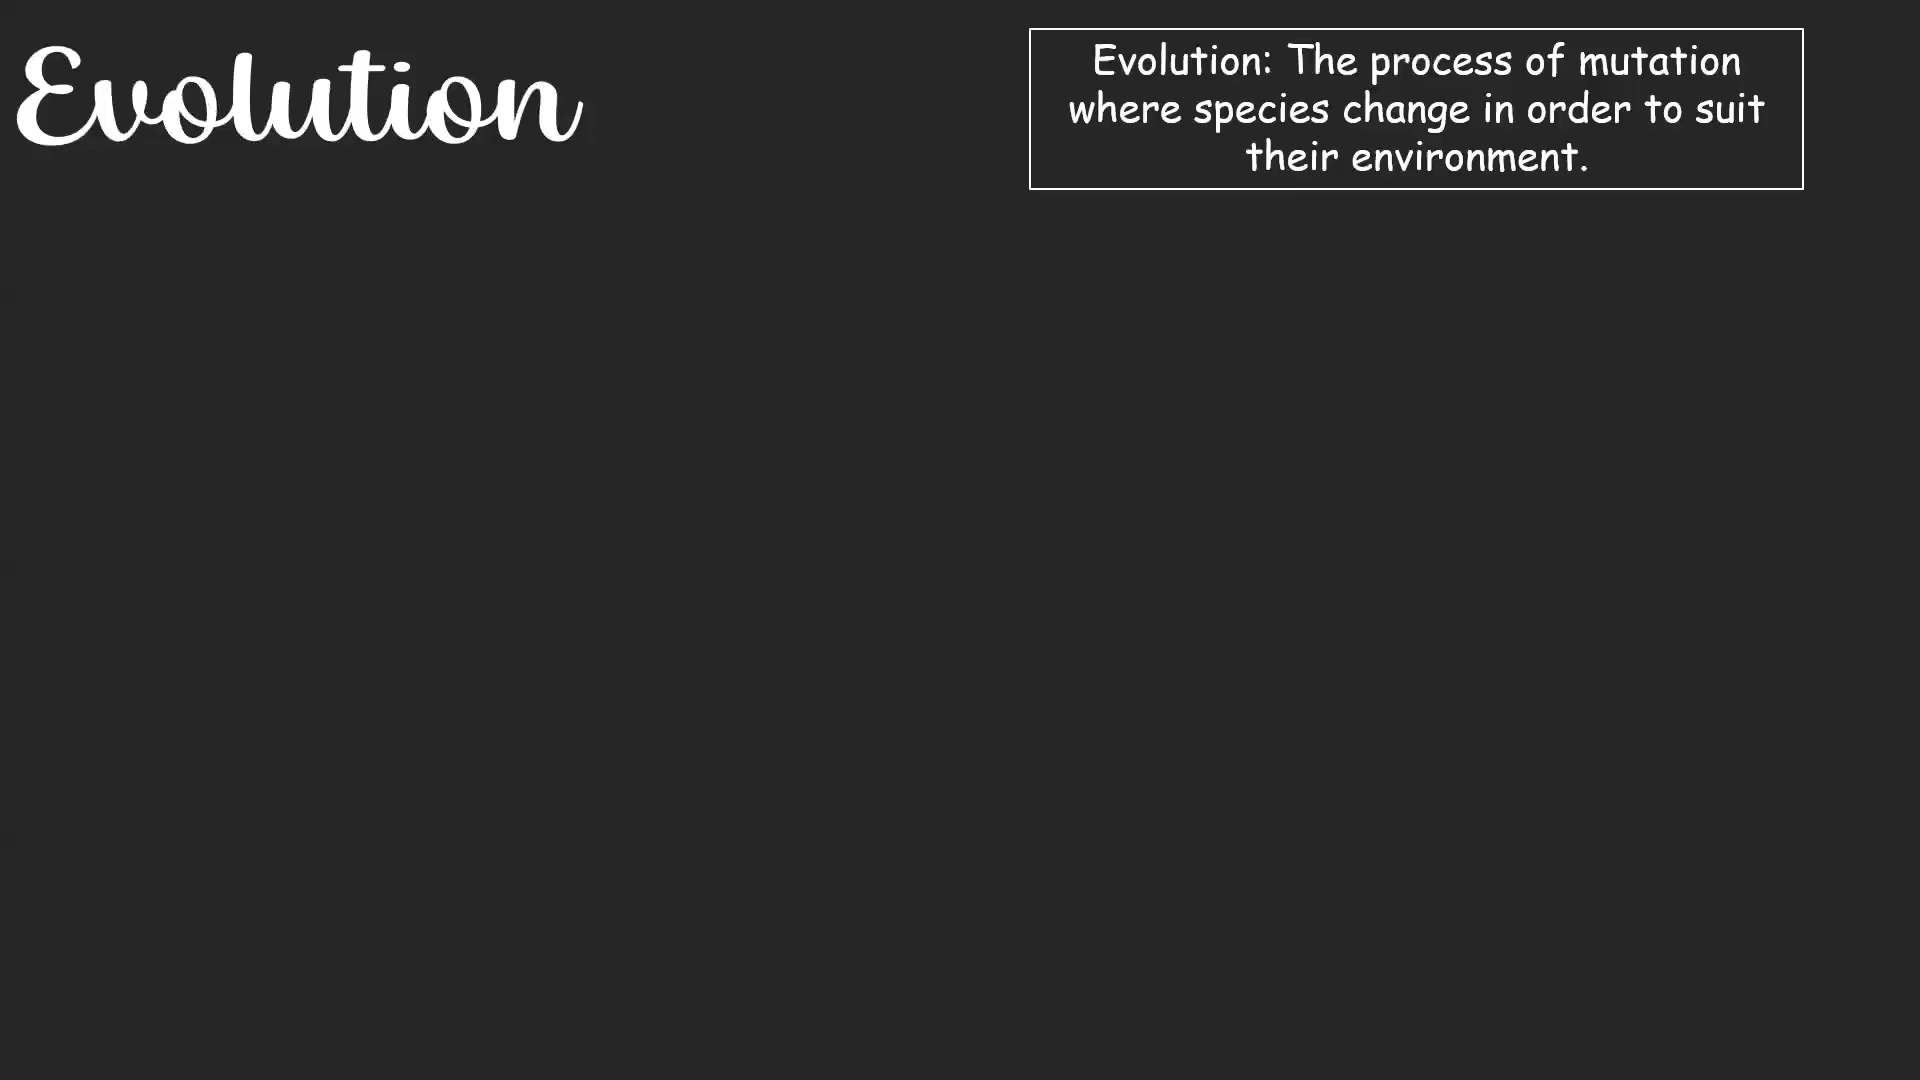 Evolution
Evolution: The process of mutation
where species change in order to suit
their environment.